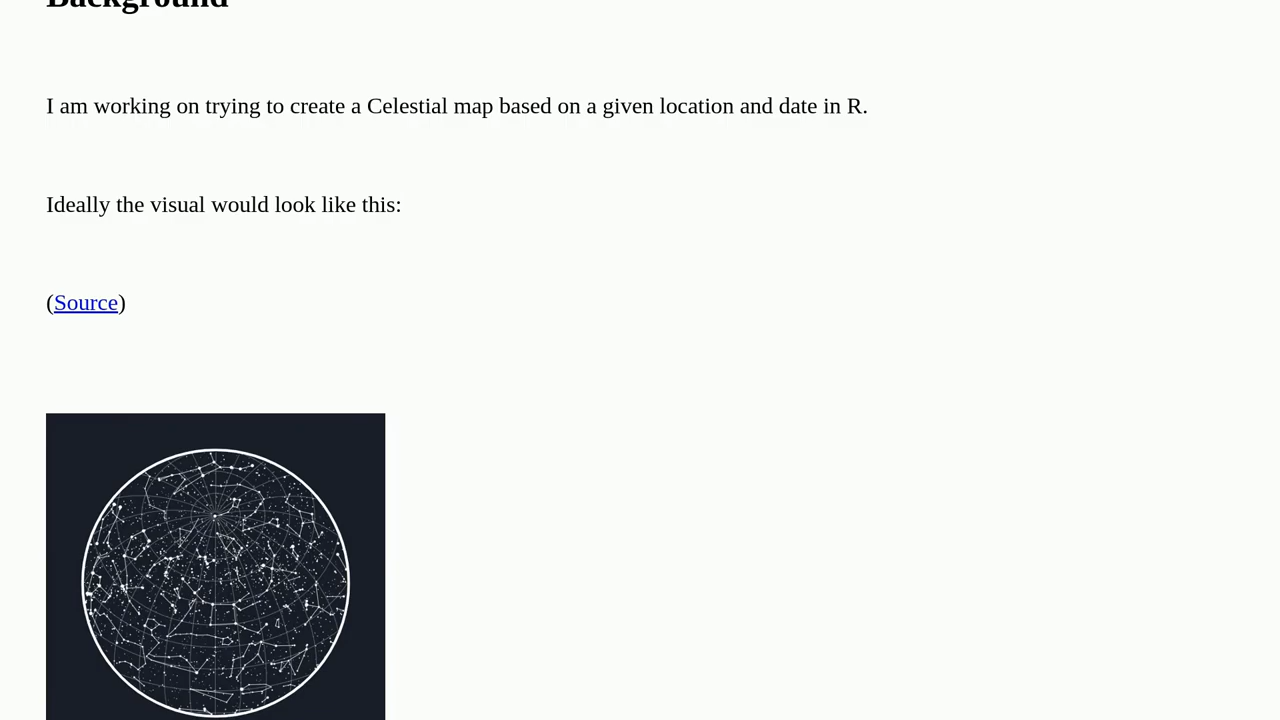 Background
I am working on trying to create a Celestial map based on a given location and date in R.
Ideally the visual would look like this:
(Source)